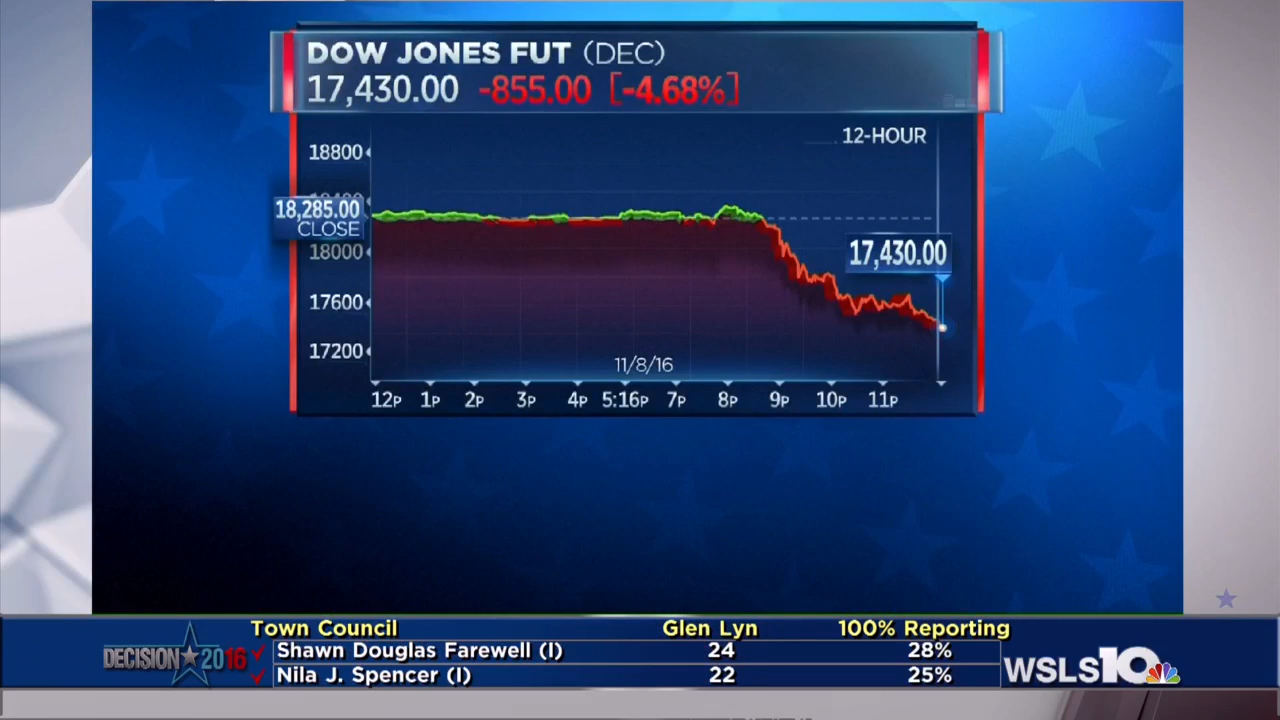 DOW JONES FUT (DEC)
17,430.00 -855.00 [-4.68%]
12-HOUR
18800
18,285.00
CLOSE
18000
17,430.00
17600
17200
11/8/16
12P 1P 2P 3P 4P 5:16P 7P 8P 9P 10P 11P
Town Council Glen Lyn 100% Reporting
Shawn Douglas Farewell (I) 24 28%
Nila J. Spencer (I) 22 25%
DECISION 2016
WSLS10